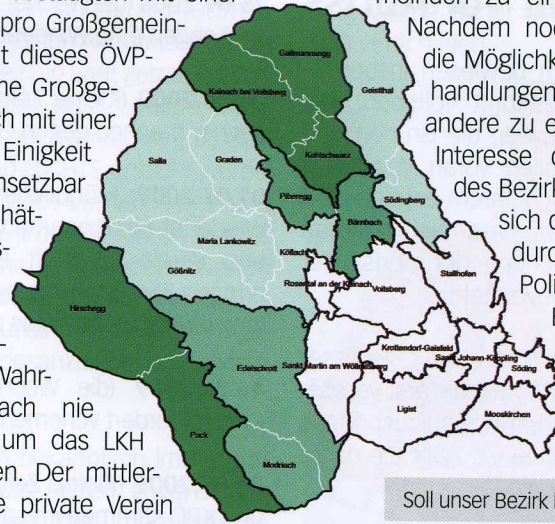 pro Großgemein-
t dieses ÖVP-
ne Großge-
ch mit einer
Einigkeit
nsetzbar
hät-
s-
Wahr-
ach nie
um das LKH
en. Der mittler-
e private Verein
Nachdem noc
die Möglichk
handlungen
andere zu e
Interesse d
des Bezirk
sich d
durc
Poli
Gallmannsegg
Kainach bei Voitsberg
Geistthal
Kohlschwarz
Salla
Graden
Piberegg
Södingberg
Bärnbach
Maria Lankowitz
Köflach
Gößnitz
Stallhofen
Rosental an der Kainach
Voitsberg
Hirschegg
Krottendorf-Gaisfeld
Edelschrott
Sankt Martin am Wöllmißberg
Sankt Johann-Köppling
Söding
Ligist
Mooskirchen
Pack
Modriach
Soll unser Bezirk